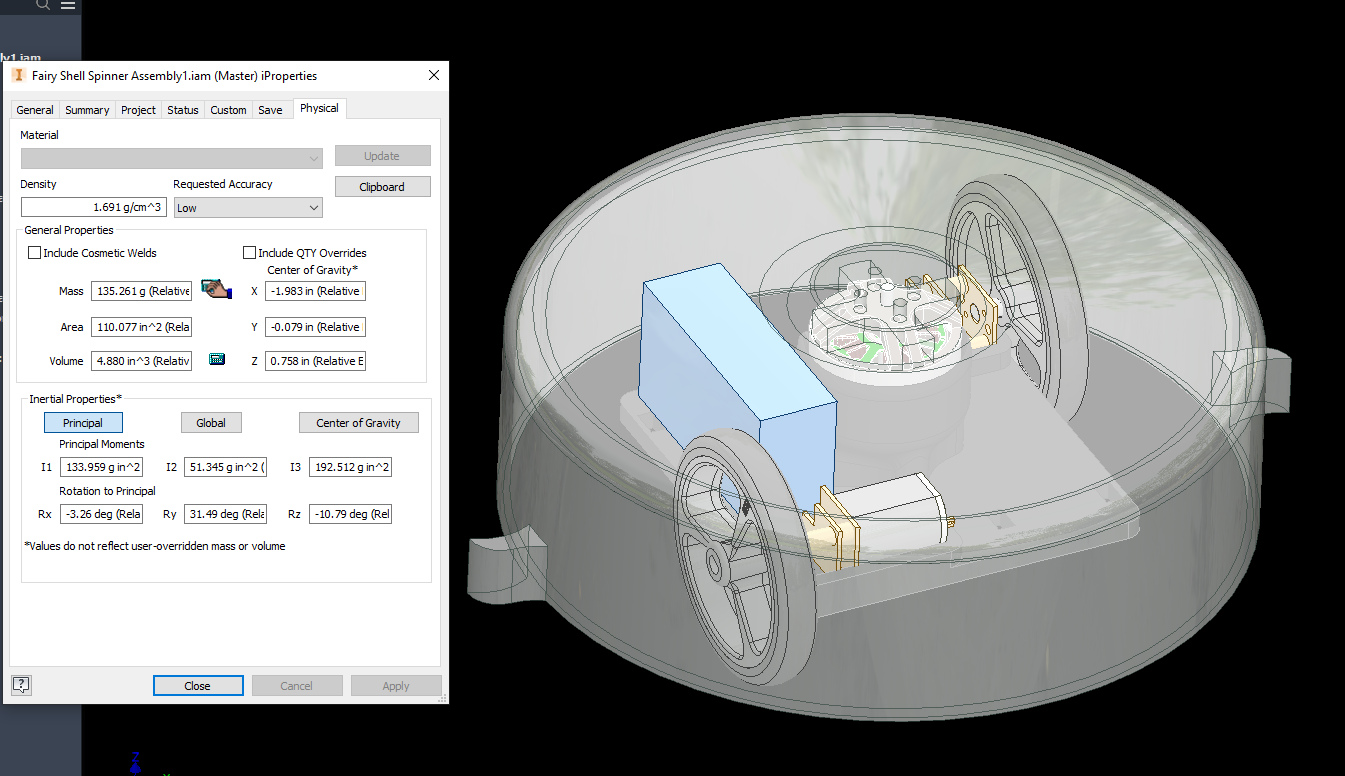 ly1.iam
Fairy Shell Spinner Assembly1.iam (Master) iProperties
General Summary Project Status Custom Save Physical
Material
Update
Density Requested Accuracy Clipboard
1.691 g/cm^3 Low
General Properties
Include Cosmetic Welds Include QTY Overrides
Center of Gravity*
Mass 135.261 g (Relative X -1.983 in (Relative
Area 110.077 in^2 (Rela Y -0.079 in (Relative
Volume 4.880 in^3 (Relativ Z 0.758 in (Relative E
Inertial Properties*
Principal Global Center of Gravity
Principal Moments
I1 133.959 g in^2 I2 51.345 g in^2 ( I3 192.512 g in^2
Rotation to Principal
Rx -3.26 deg (Rela Ry 31.49 deg (Rela Rz -10.79 deg (Rel
*Values do not reflect user-overridden mass or volume
?
Close Cancel Apply
Z